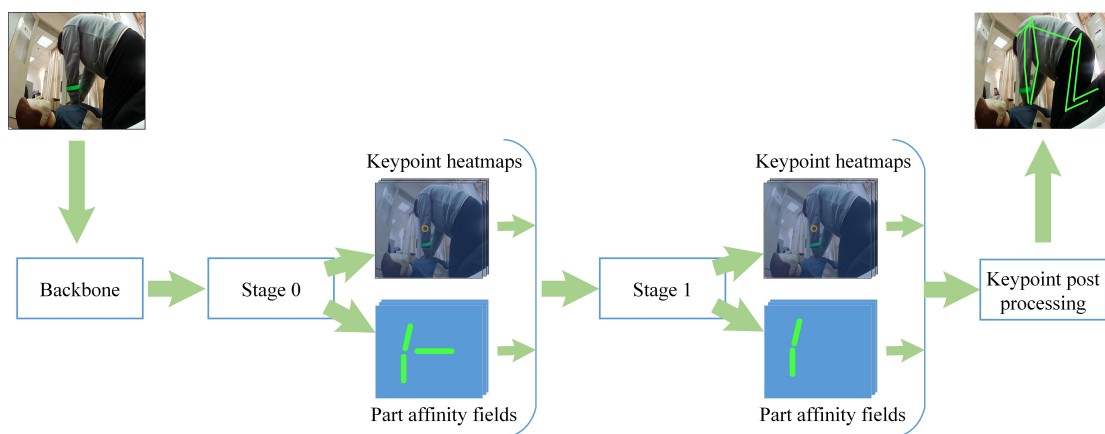 Keypoint heatmaps
Keypoint heatmaps
Backbone
Stage 0
Stage 1
Keypoint post
processing
Part affinity fields
Part affinity fields